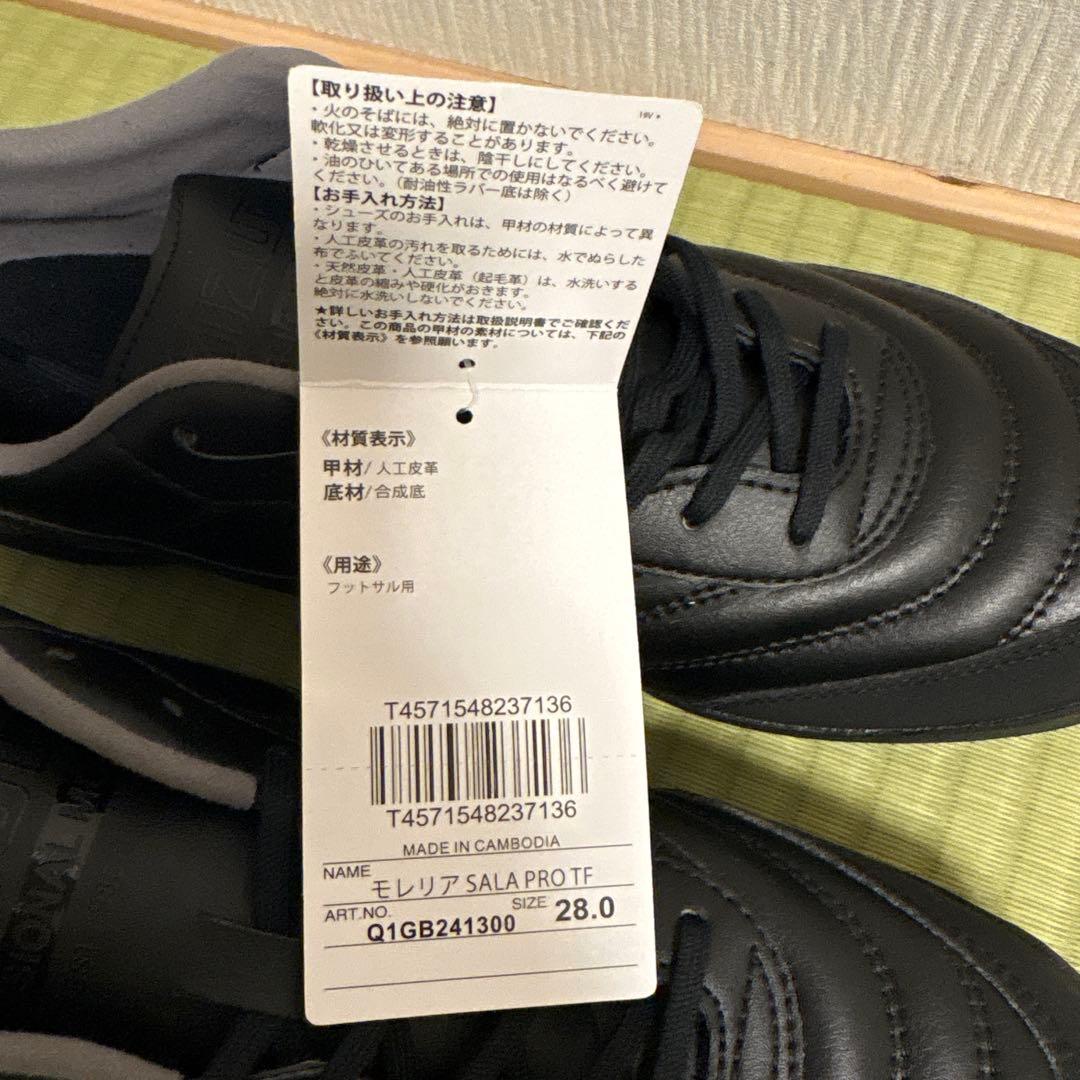 【取り扱い上の注意】
19V *
・火のそばには、絶対に置かないでください。
軟化又は変形することがあります。
・乾燥させるときは、陰干しにしてください。
・油のひいてある場所での使用はなるべく避けて
ください。（耐油性ラバー底は除く）
【お手入れ方法】
・シューズのお手入れは、甲材の材質によって異
なります。
・人工皮革の汚れを取るためには、水でぬらした
布でふいてください。
・天然皮革・人工皮革（起毛革）は、水洗いする
と皮革の縮みや硬化がおきます。
絶対に水洗いしないでください。
★詳しいお手入れ方法は取扱説明書でご確認くだ
さい。この商品の甲材の素材については、下記の
《材質表示》を参照願います。
《材質表示》
甲材/ 人工皮革
底材/ 合成底
《用途》
フットサル用
T4571548237136
T4571548237136
MADE IN CAMBODIA
NAME モレリア SALA PRO TF
ART.NO. Q1GB241300 SIZE 28.0